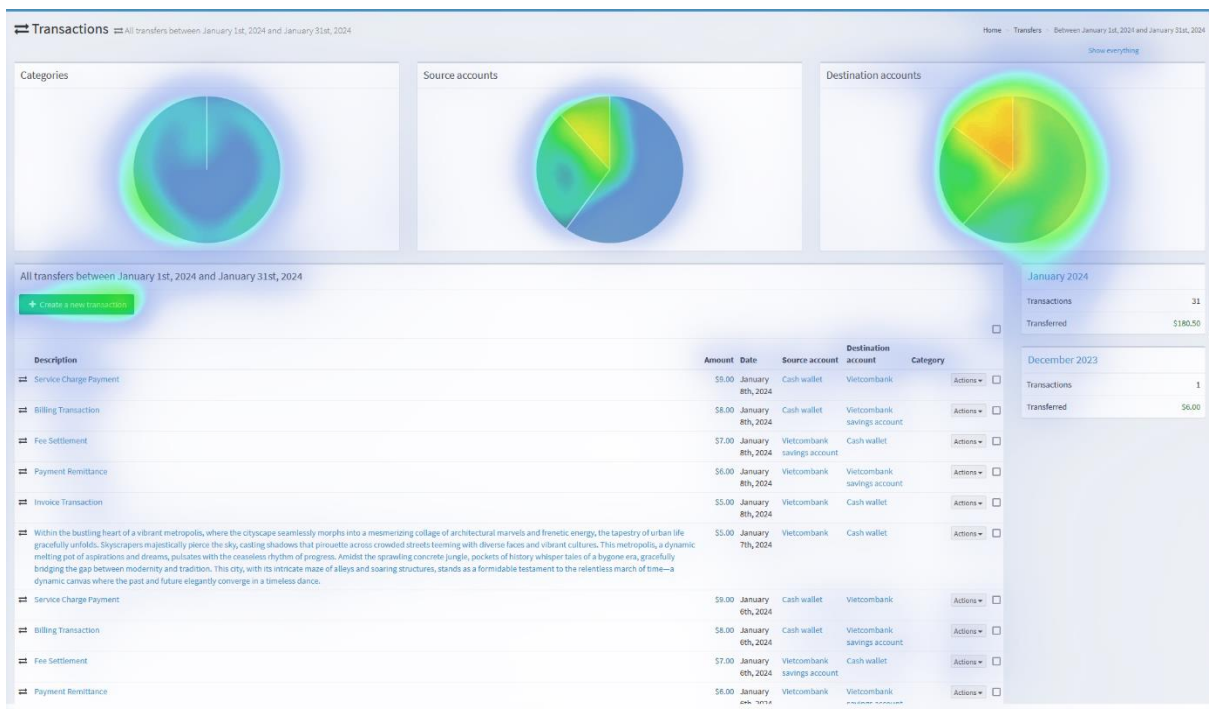 Transactions All transfers between January 1st, 2024 and January 31st, 2024
Home Transfers Between January 1st, 2024 and January 31st, 2024
Show everything
Categories
Source accounts
Destination accounts
All transfers between January 1st, 2024 and January 31st, 2024
+ Create a new transaction
January 2024
Transactions 31
Transferred $180.50
December 2023
Transactions 1
Transferred $6.00
Description Amount Date Source account Destination account Category
Service Charge Payment $9.00 January 8th, 2024 Cash wallet Vietcombank Actions
Billing Transaction $8.00 January 8th, 2024 Cash wallet Vietcombank savings account Actions
Fee Settlement $7.00 January 8th, 2024 Vietcombank savings account Cash wallet Actions
Payment Remittance $6.00 January 8th, 2024 Vietcombank Vietcombank savings account Actions
Invoice Transaction $5.00 January 8th, 2024 Vietcombank Cash wallet Actions
Within the bustling heart of a vibrant metropolis, where the cityscape seamlessly morphs into a mesmerizing collage of architectural marvels and frenetic energy, the tapestry of urban life
gracefully unfolds. Skyscrapers majestically pierce the sky, casting shadows that pirouette across crowded streets teeming with diverse faces and vibrant cultures. This metropolis, a dynamic
melting pot of aspirations and dreams, pulsates with the ceaseless rhythm of progress. Amidst the sprawling concrete jungle, pockets of history whisper tales of a bygone era, gracefully
bridging the gap between modernity and tradition. This city, with its intricate maze of alleys and soaring structures, stands as a formidable testament to the relentless march of time—a
dynamic canvas where the past and future elegantly converge in a timeless dance.
$5.00 January 7th, 2024 Vietcombank Cash wallet Actions
Service Charge Payment $9.00 January 6th, 2024 Cash wallet Vietcombank Actions
Billing Transaction $8.00 January 6th, 2024 Cash wallet Vietcombank savings account Actions
Fee Settlement $7.00 January 6th, 2024 Vietcombank savings account Cash wallet Actions
Payment Remittance $6.00 January 6th, 2024 Vietcombank Vietcombank savings account Actions